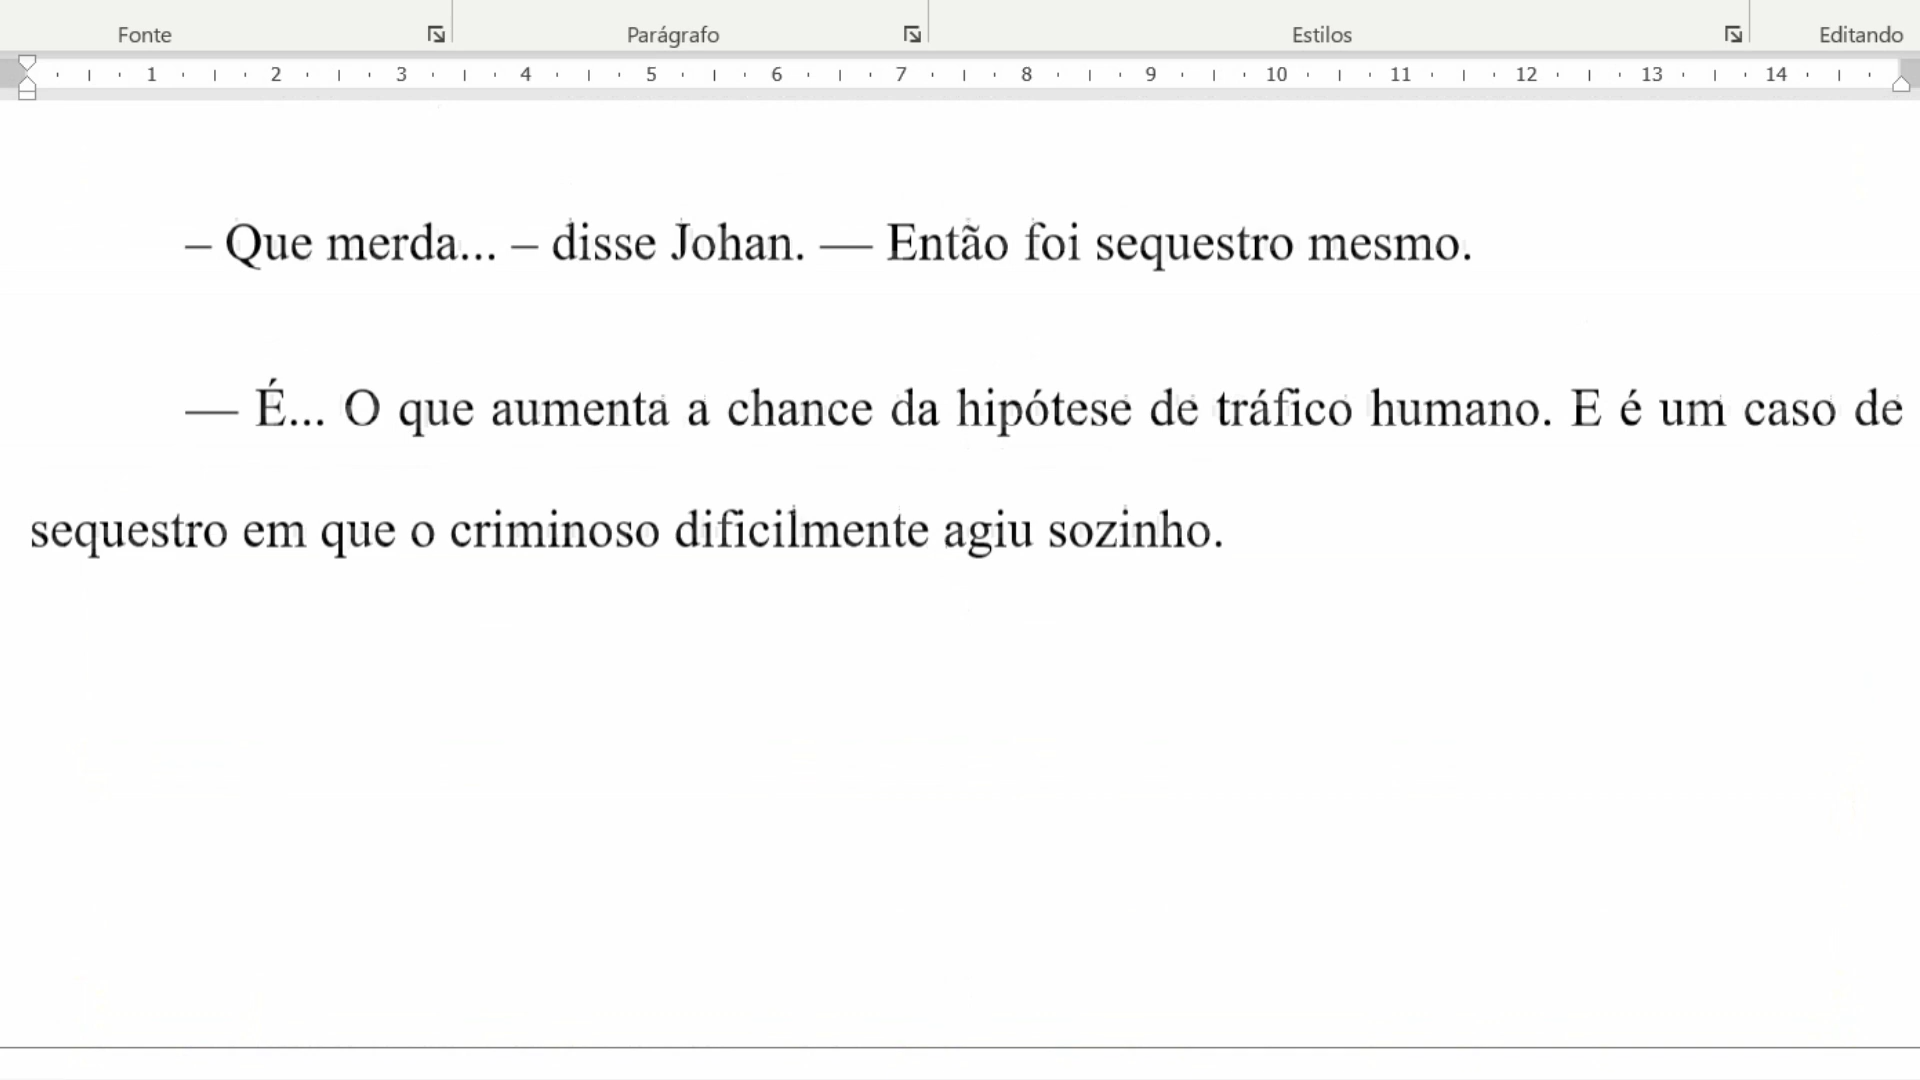 Fonte Parágrafo Estilos Editando
1 2 3 4 5 6 7 8 9 10 11 12 13 14
– Que merda... – disse Johan. — Então foi sequestro mesmo.
— É... O que aumenta a chance da hipótese de tráfico humano. E é um caso de
sequestro em que o criminoso dificilmente agiu sozinho.